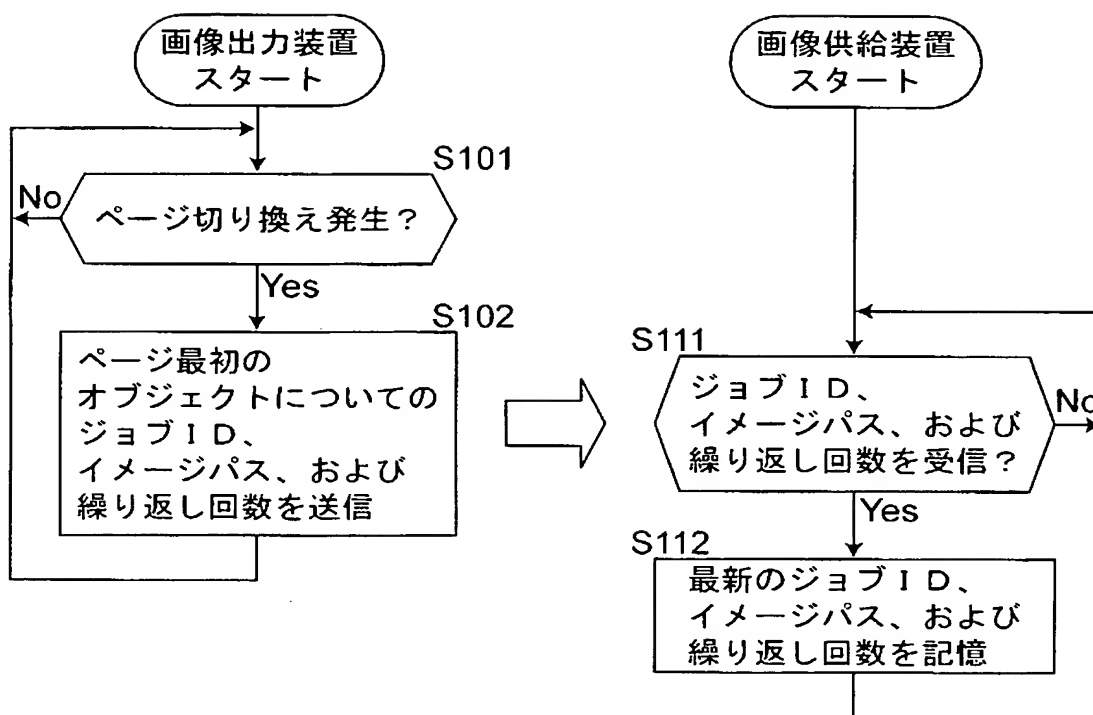 画像出力装置
スタート
S101
No
ページ切り換え発生？
Yes
S102
ページ最初の
オブジェクトについての
ジョブＩＤ、
イメージパス、および
繰り返し回数を送信
画像供給装置
スタート
S111
ジョブＩＤ、
イメージパス、および
繰り返し回数を受信？
No
Yes
S112
最新のジョブＩＤ、
イメージパス、および
繰り返し回数を記憶